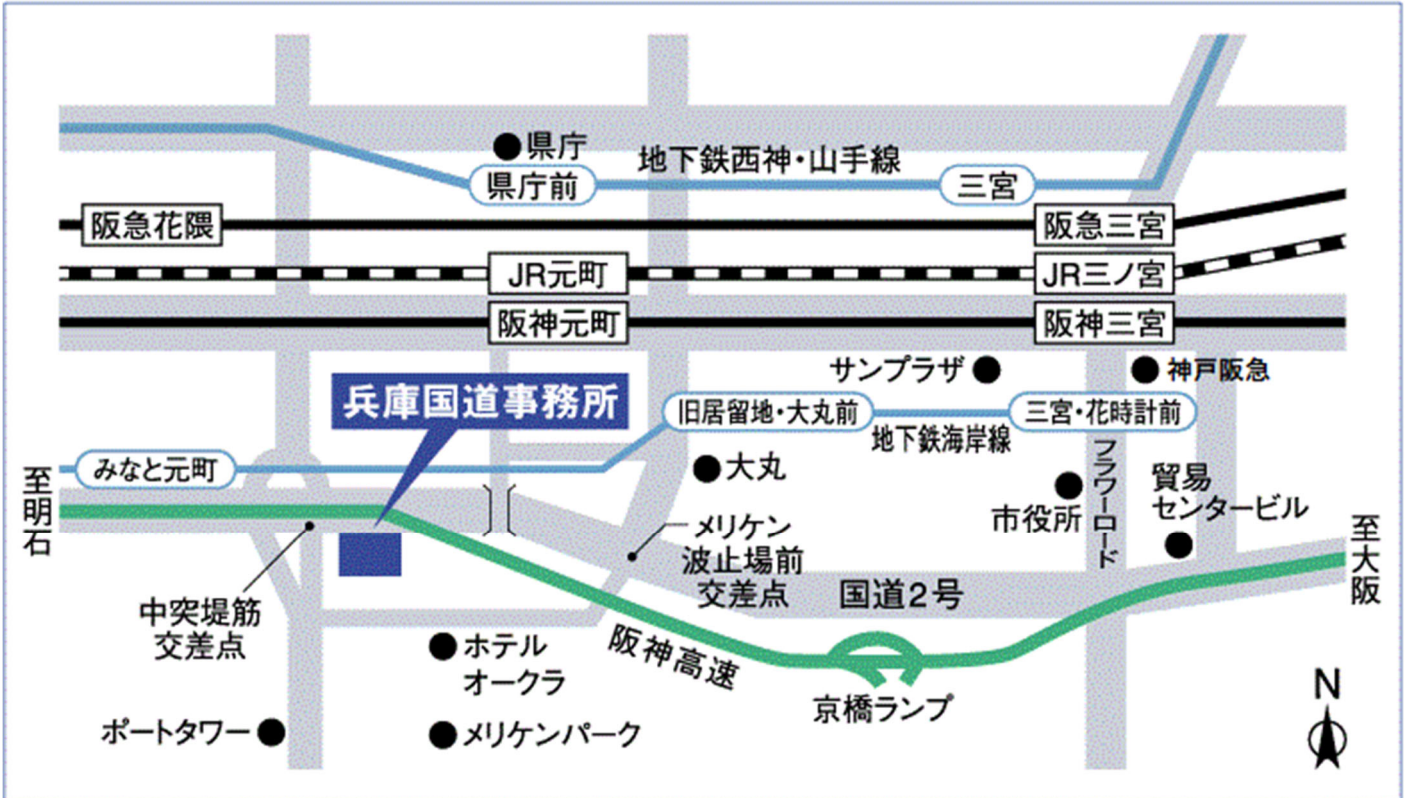 県庁
地下鉄西神・山手線
県庁前
三宮
阪急花隈
阪急三宮
JR元町
JR三ノ宮
阪神元町
阪神三宮
サンプラザ
神戸阪急
兵庫国道事務所
旧居留地・大丸前
三宮・花時計前
地下鉄海岸線
みなと元町
大丸
フラワーロード
至明石
市役所
貿易
センタービル
メリケン
波止場前
交差点
至大阪
国道2号
中突堤筋
交差点
阪神高速
ホテル
オークラ
京橋ランプ
ポートタワー
メリケンパーク
N